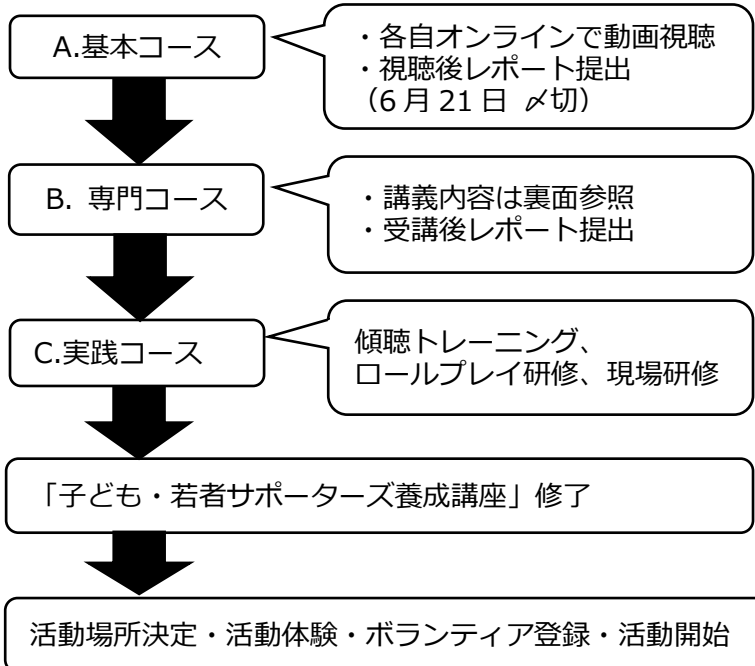 A.基本コース
・各自オンラインで動画視聴
・視聴後レポート提出
（6月21日 〆切）
B. 専門コース
・講義内容は裏面参照
・受講後レポート提出
C.実践コース
傾聴トレーニング、
ロールプレイ研修、現場研修
「子ども・若者サポーターズ養成講座」修了
活動場所決定・活動体験・ボランティア登録・活動開始